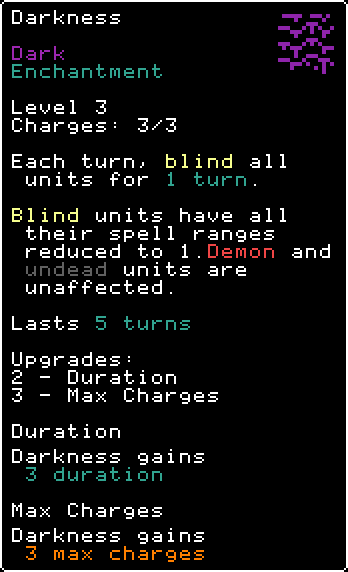 Darkness
Dark
Enchantment
Level 3
Charges: 3/3
Each turn, blind all
units for 1 turn.
Blind units have all
their spell ranges
reduced to 1.Demon and
undead units are
unaffected.
Lasts 5 turns
Upgrades:
2 - Duration
3 - Max Charges
Duration
Darkness gains
3 duration
Max Charges
Darkness gains
3 max charges